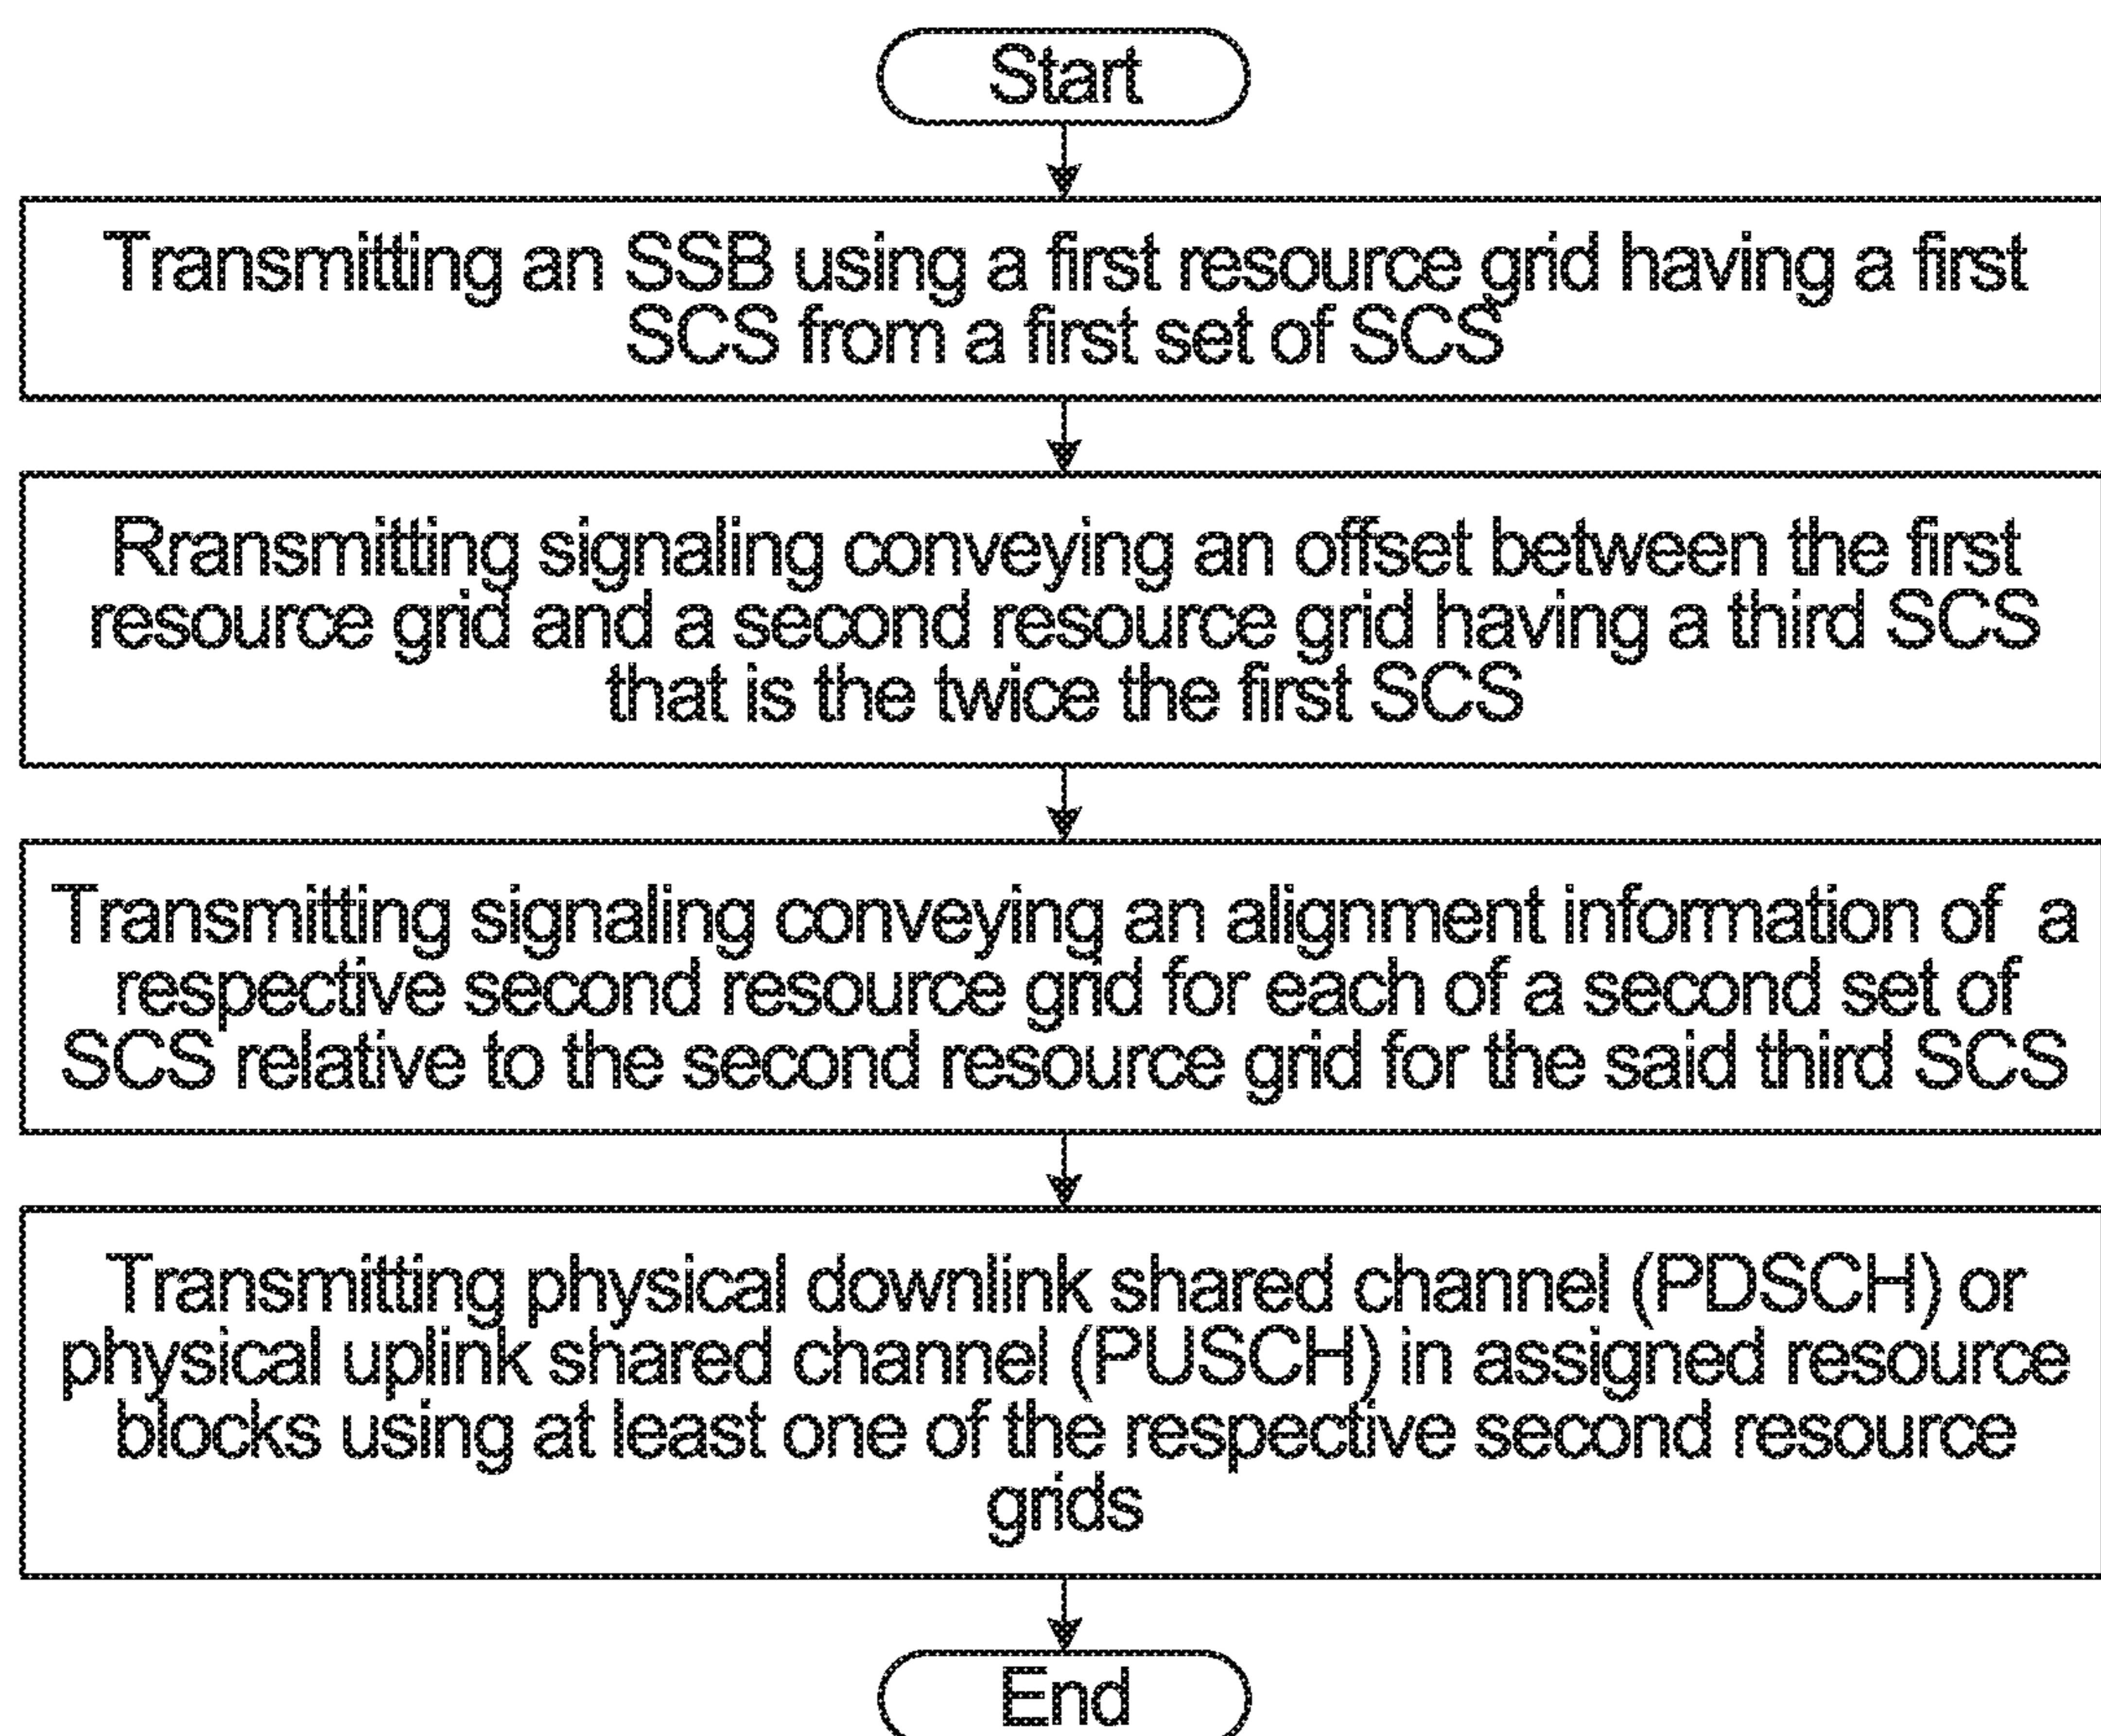 Start
Transmitting an SSB using a first resource grid having a first
SCS from a first set of SCS
Rransmitting signaling conveying an offset between the first
resource grid and a second resource grid having a third SCS
that is the twice the first SCS
Transmitting signaling conveying an alignment information of a
respective second resource grid for each of a second set of
SCS relative to the second resource grid for the said third SCS
Transmitting physical downlink shared channel (PDSCH) or
physical uplink shared channel (PUSCH) in assigned resource
blocks using at least one of the respective second resource
grids
End